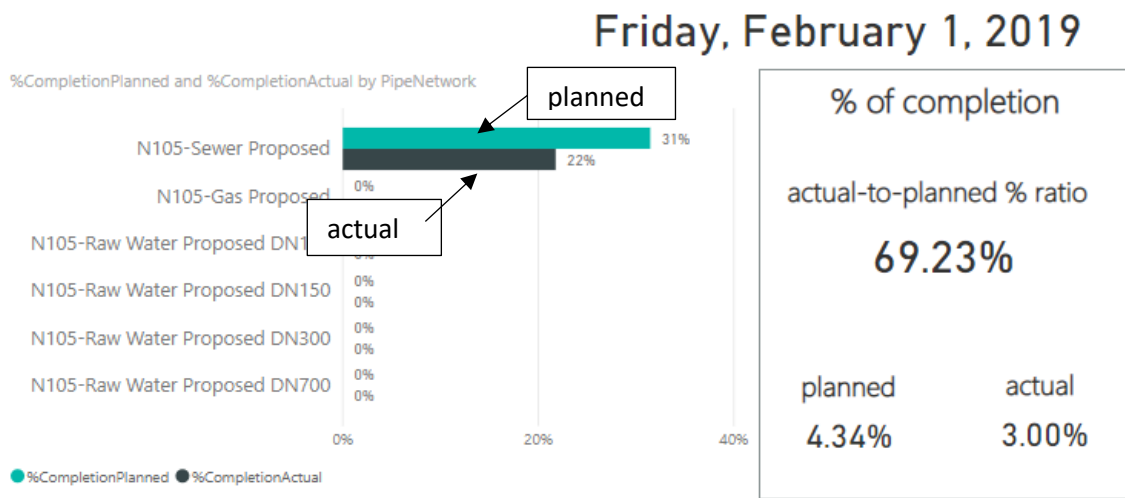 Friday, February 1, 2019
%CompletionPlanned and %CompletionActual by PipeNetwork
planned
N105-Sewer Proposed
31%
22%
N105-Gas Proposed
0%
actual
N105-Raw Water Proposed
N105-Raw Water Proposed DN150
0%
0%
N105-Raw Water Proposed DN300
0%
0%
N105-Raw Water Proposed DN700
0%
0%
0%
20%
40%
%CompletionPlanned
%CompletionActual
% of completion
actual-to-planned % ratio
69.23%
planned
actual
4.34%
3.00%